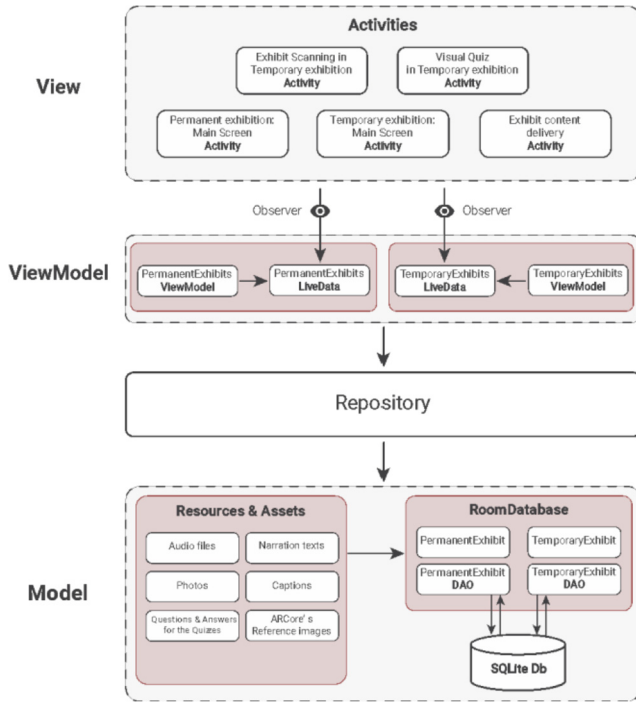 Activities
View
Exhibit Scanning in
Temporary exhibition
Activity
Visual Quiz
in Temporary exhibition
Activity
Permanent exhibition:
Main Screen
Activity
Temporary exhibition:
Main Screen
Activity
Exhibit content
delivery
Activity
Observer
Observer
ViewModel
PermanentExhibits
ViewModel
PermanentExhibits
LiveData
TemporaryExhibits
LiveData
TemporaryExhibits
ViewModel
Repository
Model
Resources & Assets
Audio files
Narration texts
Photos
Captions
Questions & Answers
for the Quizes
ARCore's
Reference images
RoomDatabase
PermanentExhibit
TemporaryExhibit
PermanentExhibit
DAO
TemporaryExhibit
DAO
SQLite Db